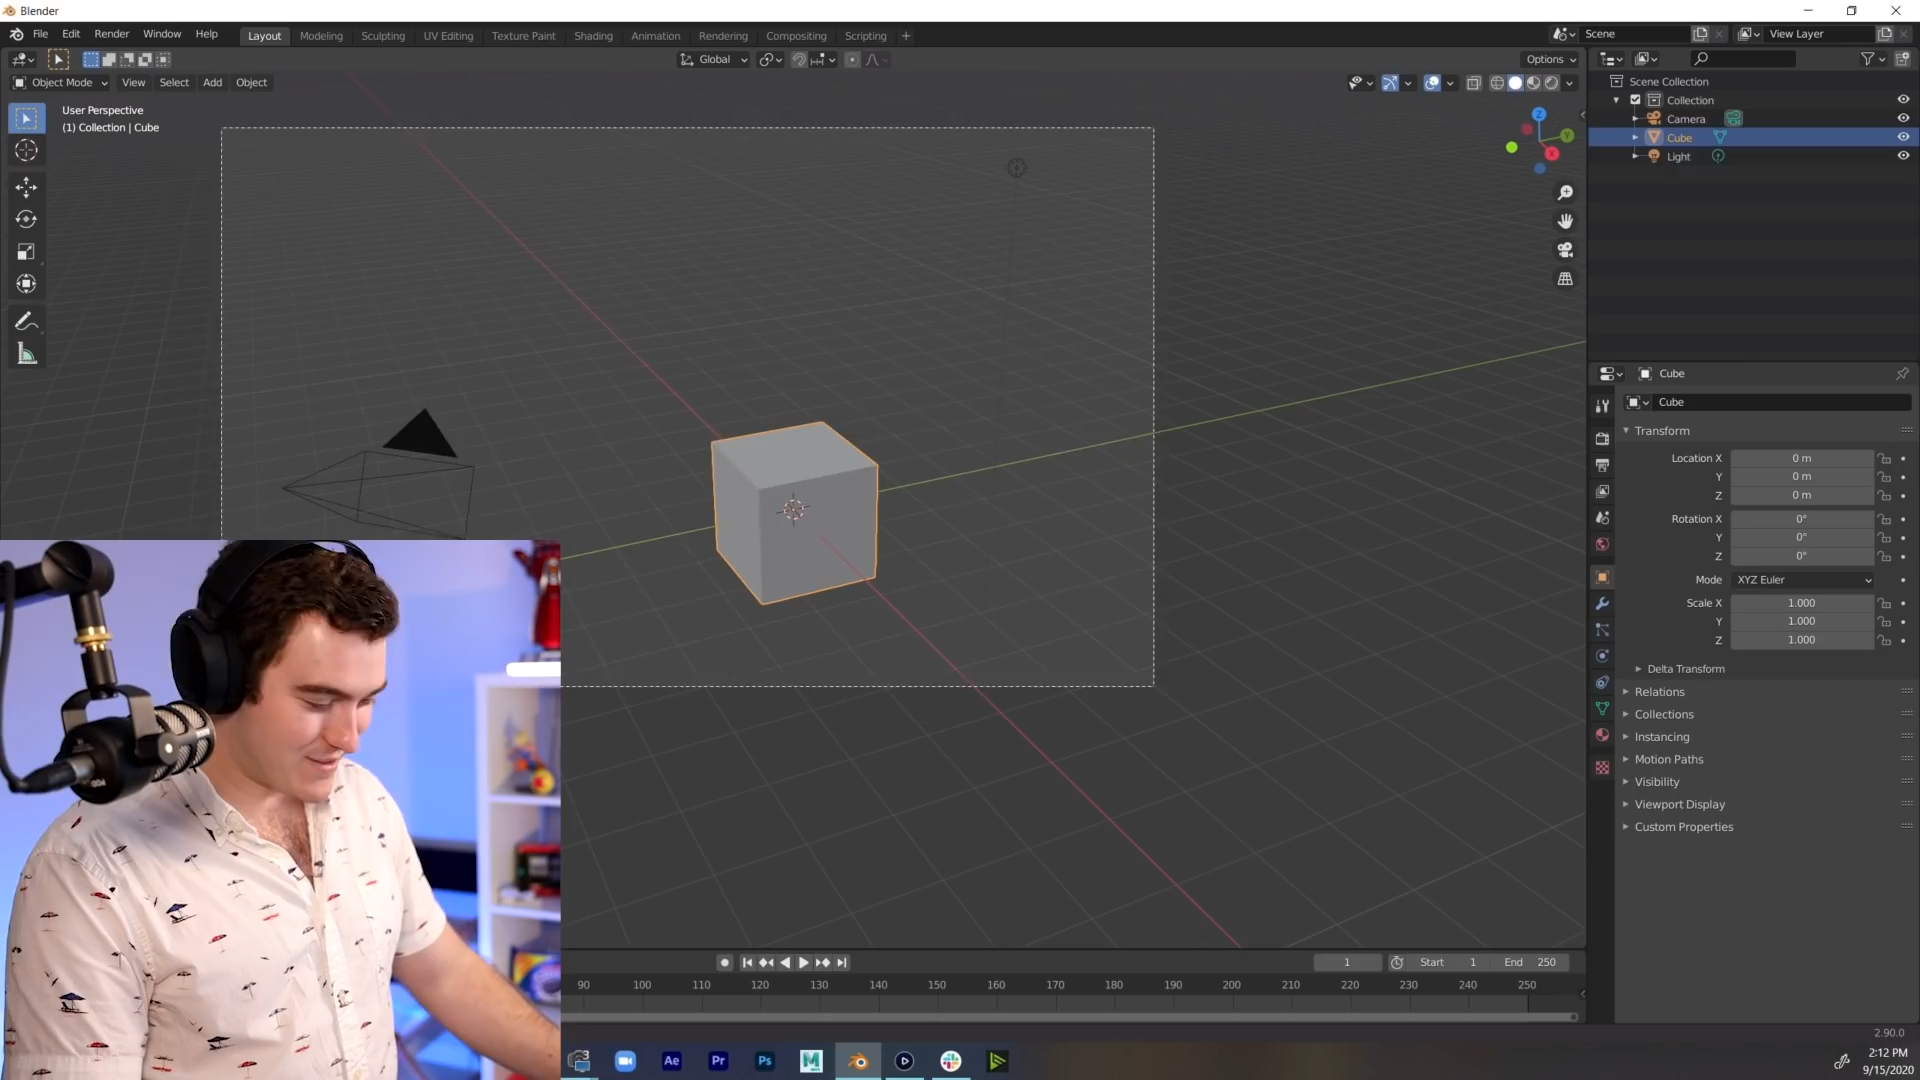 Blender
File Edit Render Window Help
Layout Modeling Sculpting UV Editing Texture Paint Shading Animation Rendering Compositing Scripting +
Scene
View Layer
Global
Options
Object Mode View Select Add Object
User Perspective
(1) Collection | Cube
Z
Y
X
Scene Collection
Collection
Camera
Cube
Light
Cube
Cube
Transform
Location X 0 m
Y 0 m
Z 0 m
Rotation X 0°
Y 0°
Z 0°
Mode XYZ Euler
Scale X 1.000
Y 1.000
Z 1.000
Delta Transform
Relations
Collections
Instancing
Motion Paths
Visibility
Viewport Display
Custom Properties
1 Start 1 End 250
90 100 110 120 130 140 150 160 170 180 190 200 210 220 230 240 250
2.90.0
3 Ae Pr Ps M
2:12 PM
9/15/2020